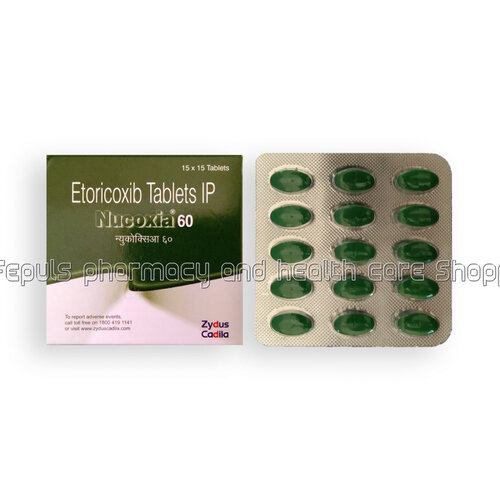 15 x 15 Tablets
Etoricoxib Tablets IP
Nucoxia® 60
न्युकोक्सिआ ६०
Fepuls pharmacy and health care Shopp
To report adverse events,
call toll free on 1800 419 1141
or visit www.zyduscadila.com
Zydus
Cadila